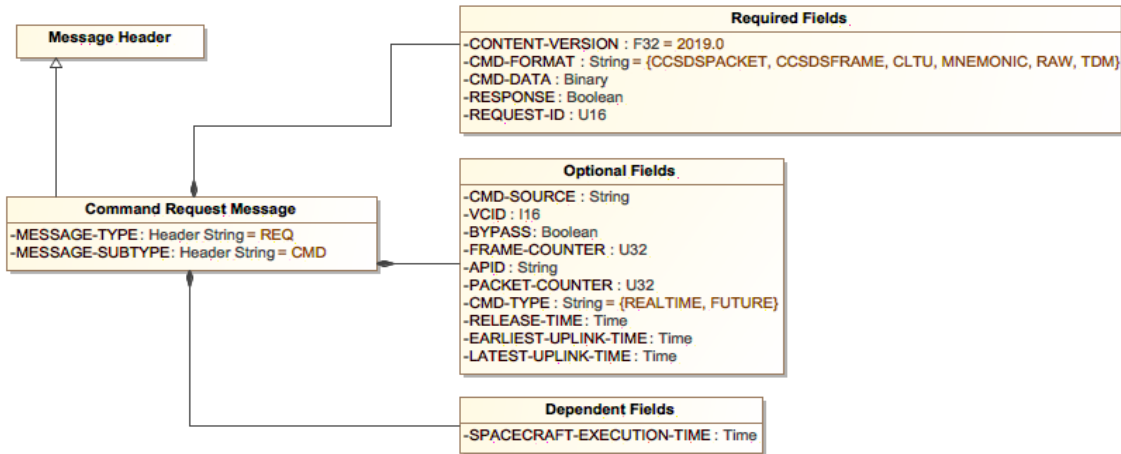 Message Header
Required Fields
-CONTENT-VERSION : F32 = 2019.0
-CMD-FORMAT : String = {CCSDSPACKET, CCSDSFRAME, CLTU, MNEMONIC, RAW, TDM}
-CMD-DATA : Binary
-RESPONSE : Boolean
-REQUEST-ID : U16
Command Request Message
-MESSAGE-TYPE : Header String = REQ
-MESSAGE-SUBTYPE : Header String = CMD
Optional Fields
-CMD-SOURCE : String
-VCID : I16
-BYPASS : Boolean
-FRAME-COUNTER : U32
-APID : String
-PACKET-COUNTER : U32
-CMD-TYPE : String = {REALTIME, FUTURE}
-RELEASE-TIME : Time
-EARLIEST-UPLINK-TIME : Time
-LATEST-UPLINK-TIME : Time
Dependent Fields
-SPACECRAFT-EXECUTION-TIME : Time